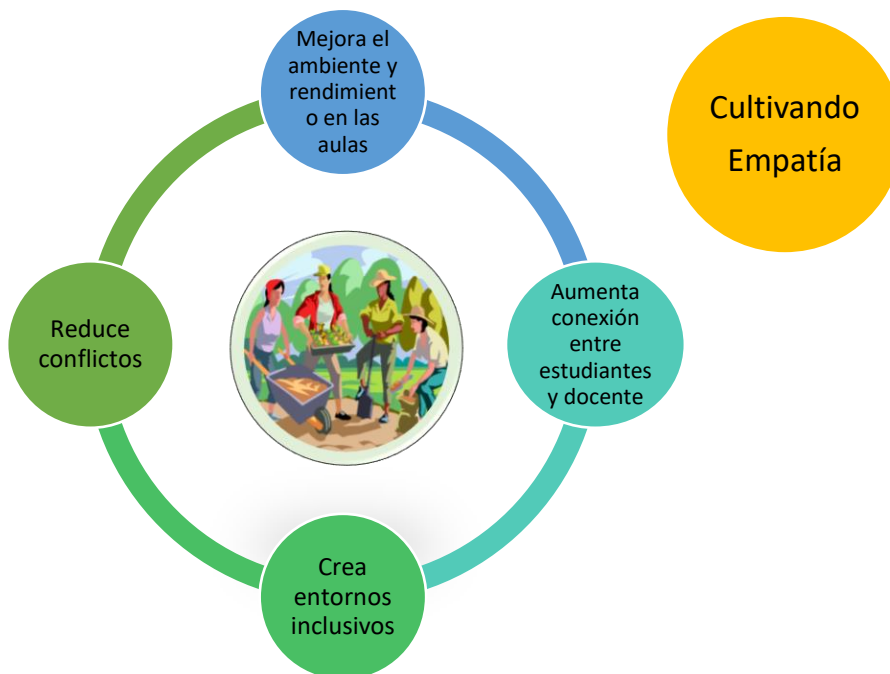 Mejora el
ambiente y
rendimient
o en las
aulas
Cultivando
Empatía
Aumenta
conexión
entre
estudiantes
y docente
Crea
entornos
inclusivos
Reduce
conflictos